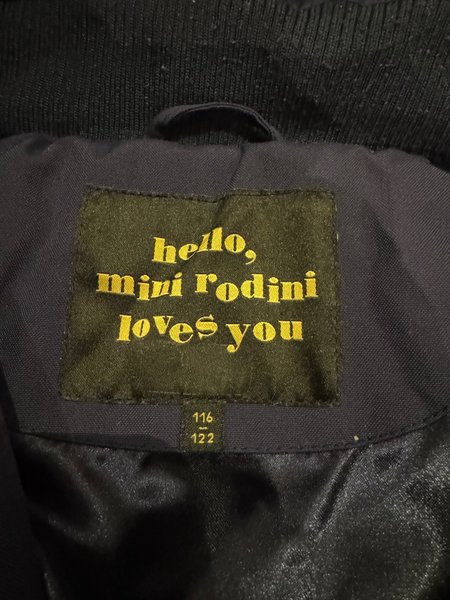 hello,
mini rodini
loves you
116
–
122